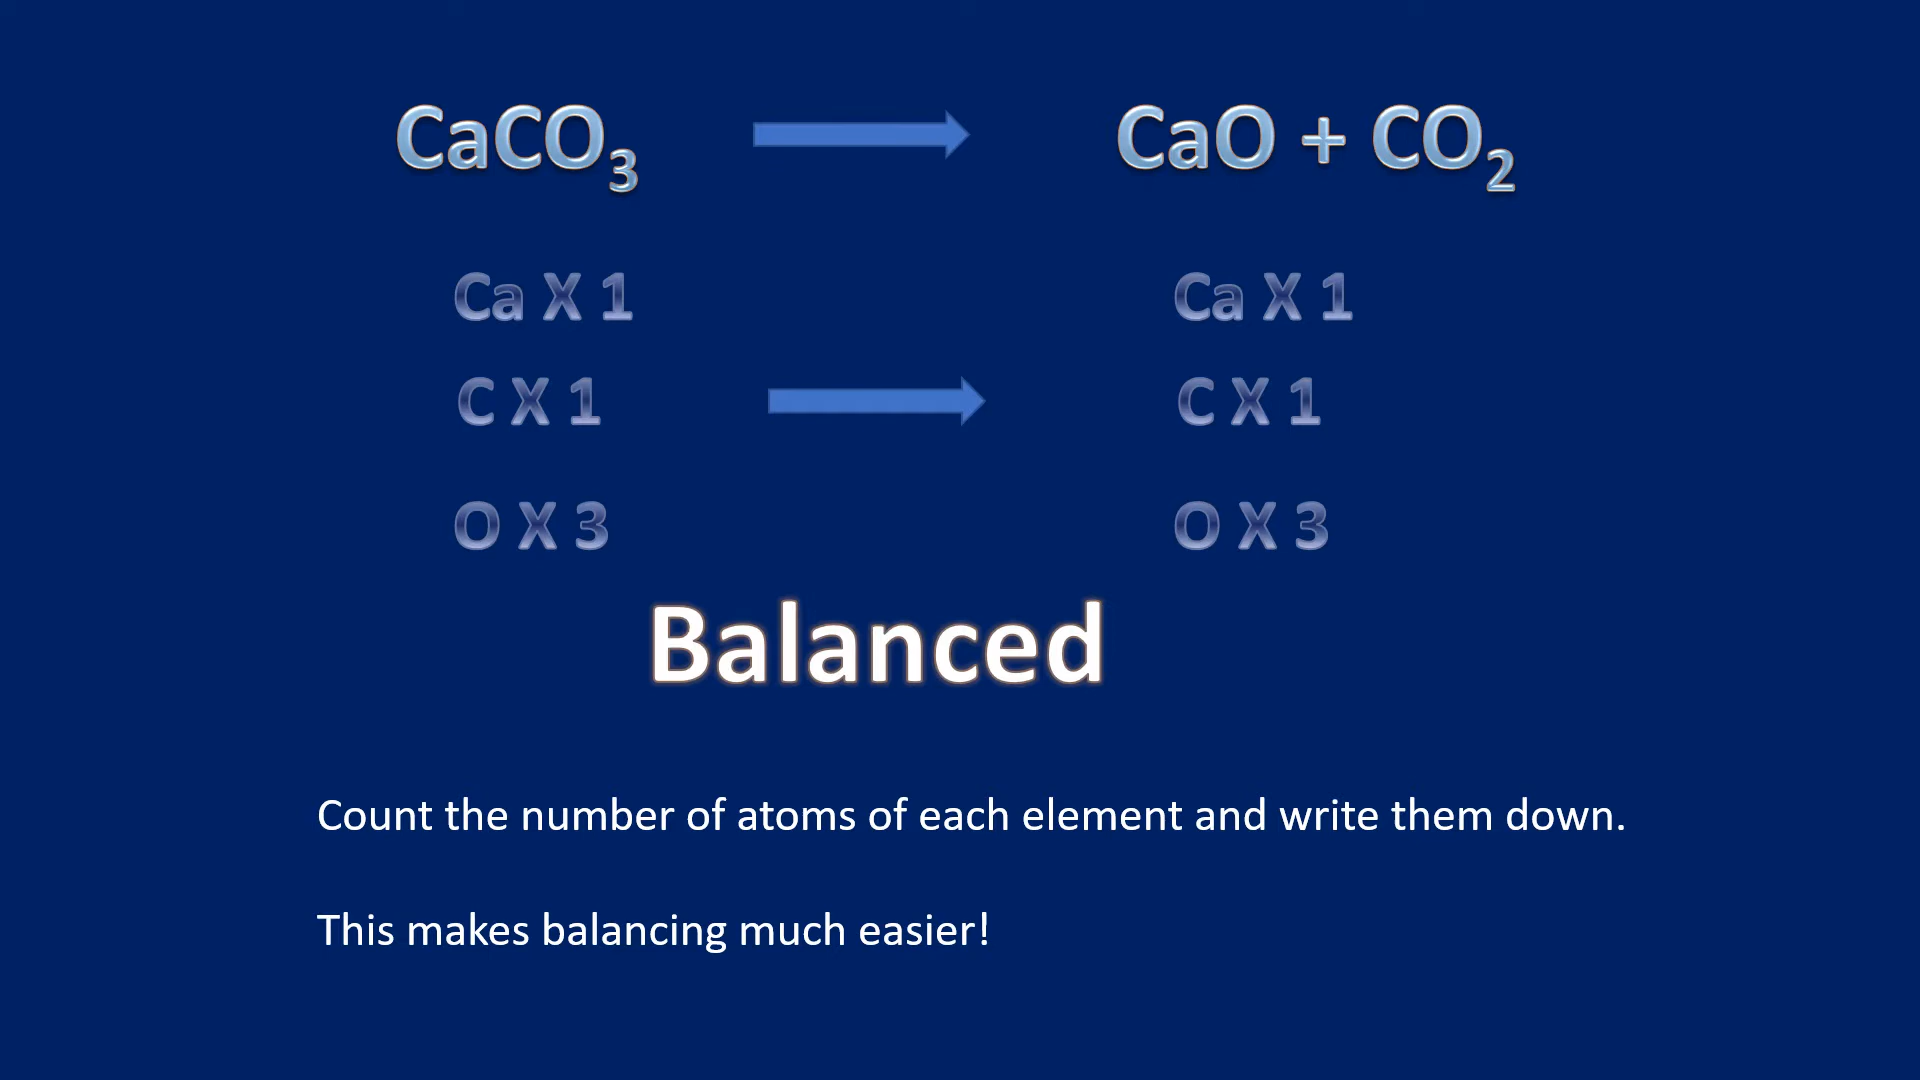 CaCO₃ CaO + CO₂
Ca X 1 Ca X 1
C X 1 C X 1
O X 3 O X 3
Balanced
Count the number of atoms of each element and write them down.
This makes balancing much easier!